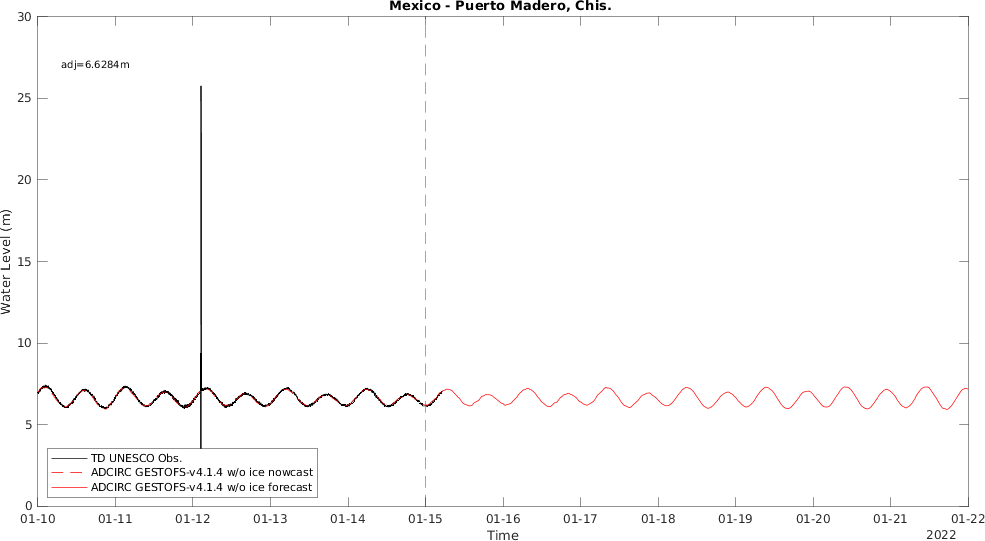 Mexico - Puerto Madero, Chis.
30
adj=6.6284m
25
20
15
10
5
0
Water Level (m)
TD UNESCO Obs.
ADCIRC GESTOFS-v4.1.4 w/o ice nowcast
ADCIRC GESTOFS-v4.1.4 w/o ice forecast
01-10 01-11 01-12 01-13 01-14 01-15 01-16 01-17 01-18 01-19 01-20 01-21 01-22
Time
2022